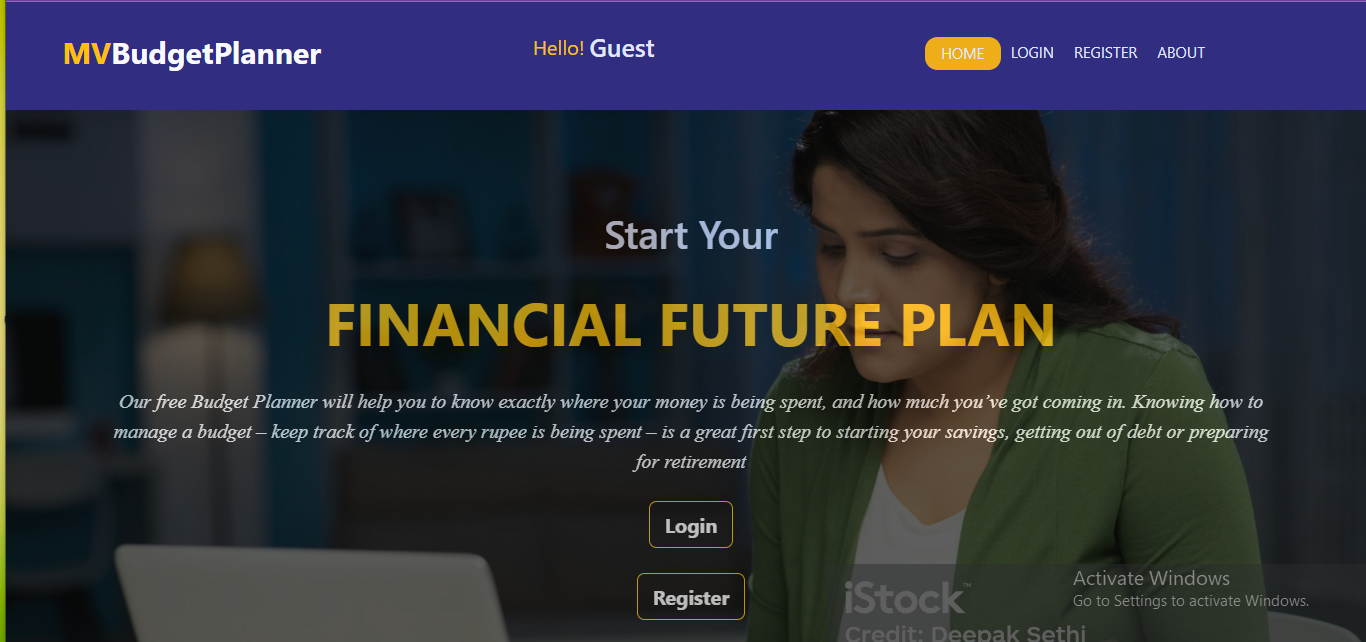 MVBudgetPlanner
Hello! Guest
HOME LOGIN REGISTER ABOUT
Start Your
FINANCIAL FUTURE PLAN
Our free Budget Planner will help you to know exactly where your money is being spent, and how much you’ve got coming in. Knowing how to
manage a budget – keep track of where every rupee is being spent – is a great first step to starting your savings, getting out of debt or preparing
for retirement
Login
Register
iStock™
Credit: Deepak Sethi
Activate Windows
Go to Settings to activate Windows.